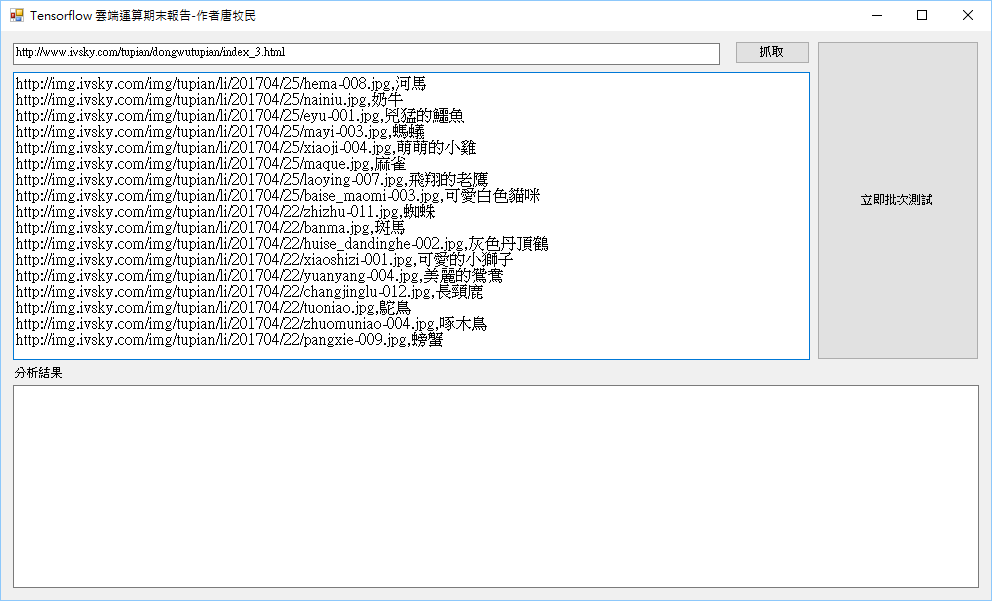 Tensorflow 雲端運算期末報告-作者唐牧民
http://www.ivsky.com/tupian/dongwutupian/index_3.html
抓取
http://img.ivsky.com/img/tupian/li/201704/25/hema-008.jpg,河馬
http://img.ivsky.com/img/tupian/li/201704/25/nainiu.jpg,奶牛
http://img.ivsky.com/img/tupian/li/201704/25/eyu-001.jpg,兇猛的鱷魚
http://img.ivsky.com/img/tupian/li/201704/25/mayi-003.jpg,螞蟻
http://img.ivsky.com/img/tupian/li/201704/25/xiaoji-004.jpg,萌萌的小雞
http://img.ivsky.com/img/tupian/li/201704/25/maque.jpg,麻雀
http://img.ivsky.com/img/tupian/li/201704/25/laoying-007.jpg,飛翔的老鷹
http://img.ivsky.com/img/tupian/li/201704/25/baise_maomi-003.jpg,可愛白色貓咪
http://img.ivsky.com/img/tupian/li/201704/22/zhizhu-011.jpg,蜘蛛
http://img.ivsky.com/img/tupian/li/201704/22/banma.jpg,斑馬
http://img.ivsky.com/img/tupian/li/201704/22/huise_dandinghe-002.jpg,灰色丹頂鶴
http://img.ivsky.com/img/tupian/li/201704/22/xiaoshizi-001.jpg,可愛的小獅子
http://img.ivsky.com/img/tupian/li/201704/22/yuanyang-004.jpg,美麗的鴛鴦
http://img.ivsky.com/img/tupian/li/201704/22/changjinglu-012.jpg,長頸鹿
http://img.ivsky.com/img/tupian/li/201704/22/tuoniao.jpg,鴕鳥
http://img.ivsky.com/img/tupian/li/201704/22/zhuomuniao-004.jpg,啄木鳥
http://img.ivsky.com/img/tupian/li/201704/22/pangxie-009.jpg,螃蟹
立即批次測試
分析結果